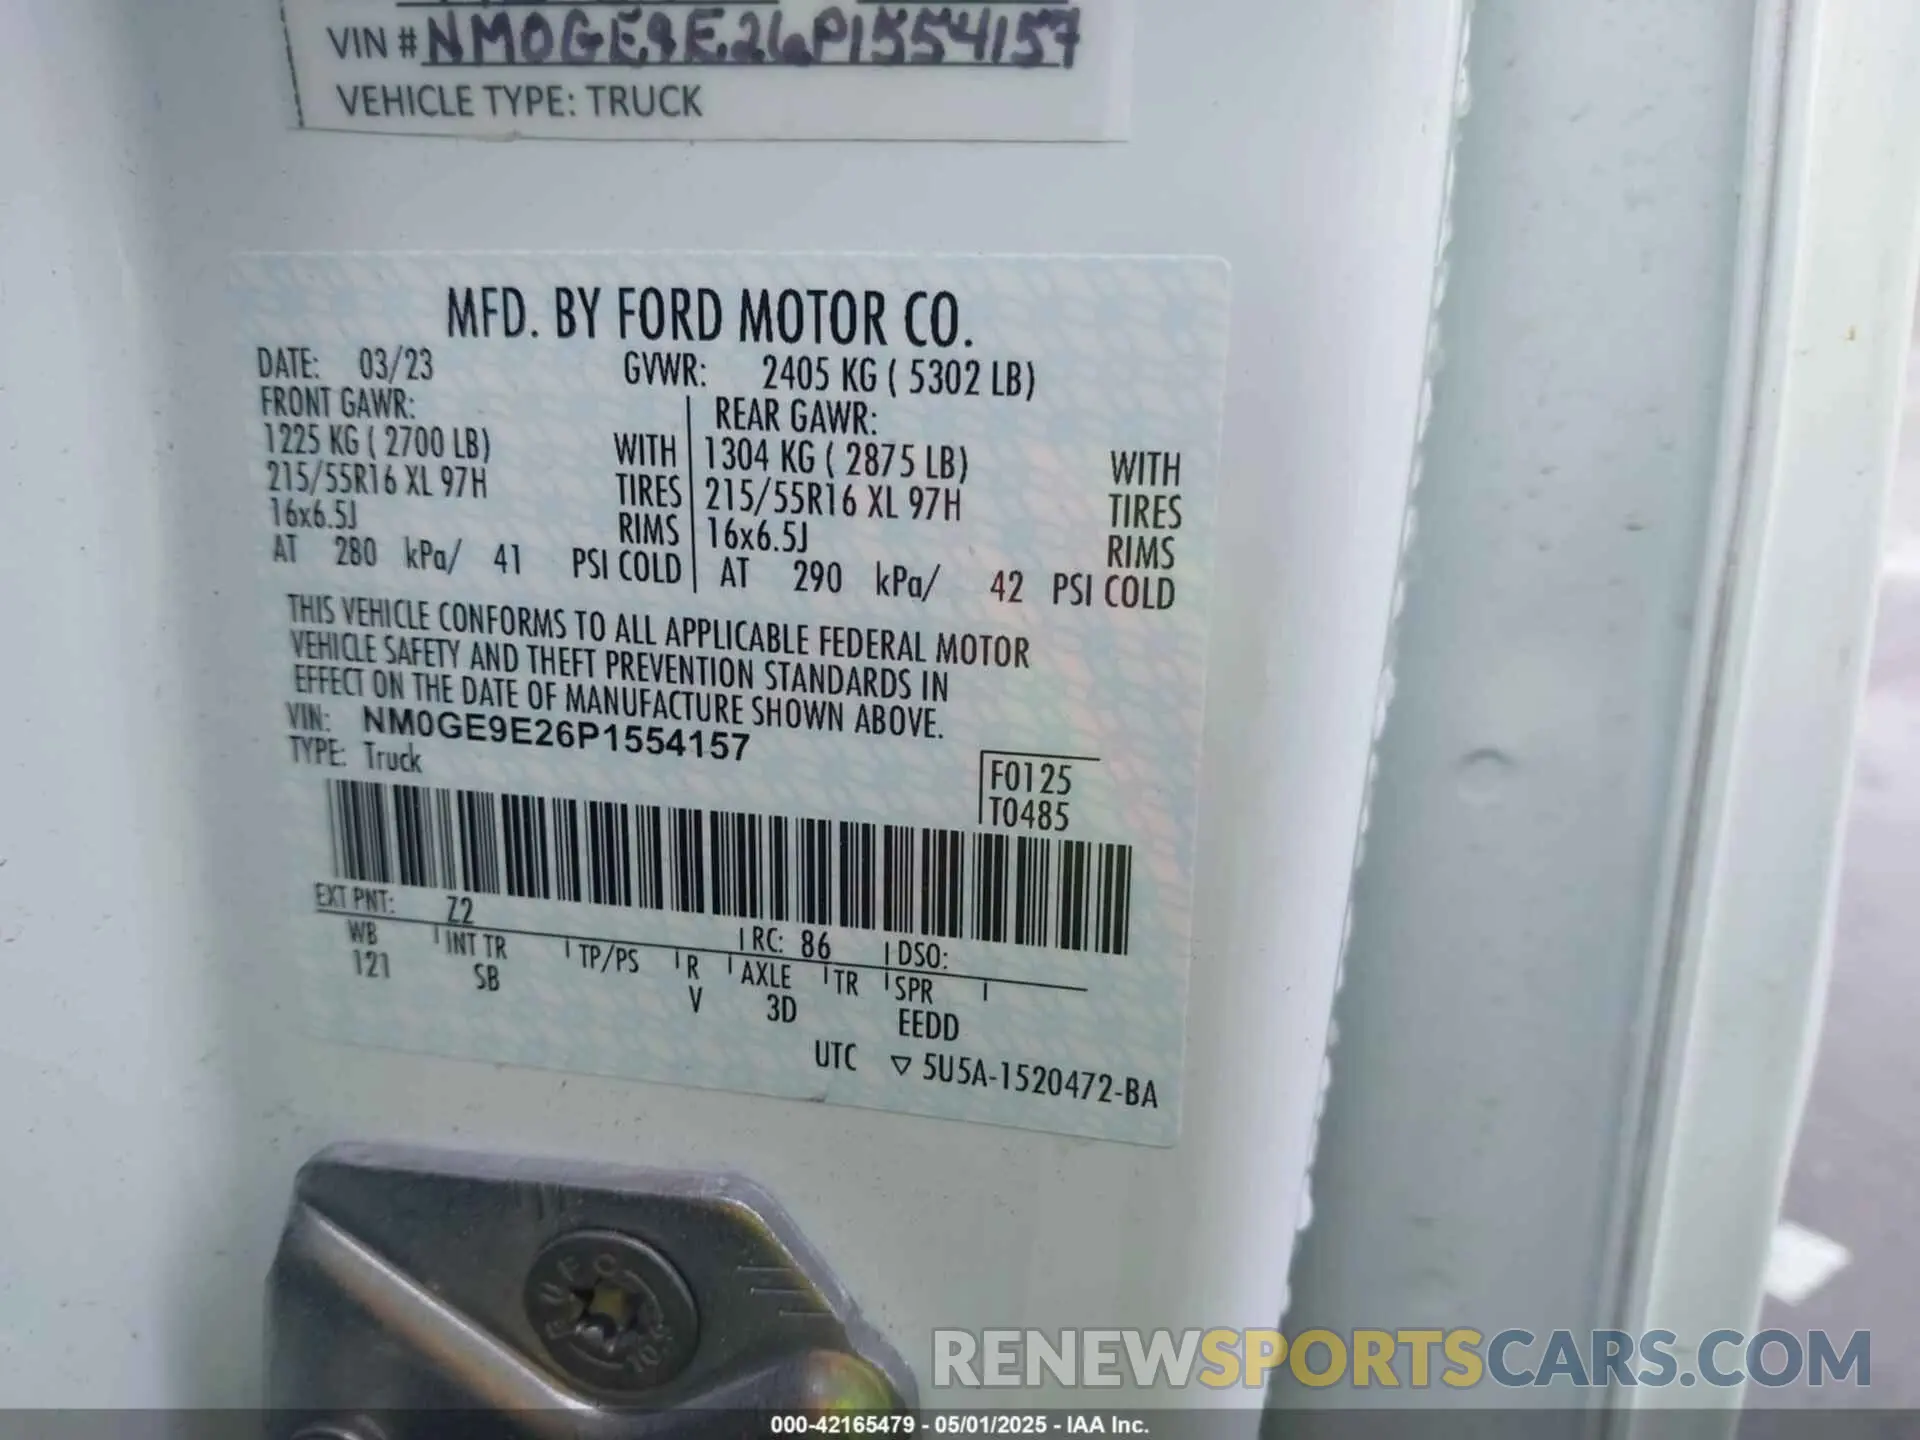 VIN # NM0GE9E26P1554157
VEHICLE TYPE: TRUCK
MFD. BY FORD MOTOR CO.
DATE: 03/23 GVWR: 2405 KG ( 5302 LB)
FRONT GAWR: REAR GAWR:
1225 KG ( 2700 LB) WITH 1304 KG ( 2875 LB) WITH
215/55R16 XL 97H TIRES 215/55R16 XL 97H TIRES
16x6.5J RIMS 16x6.5J RIMS
AT 280 kPa/ 41 PSI COLD AT 290 kPa/ 42 PSI COLD
THIS VEHICLE CONFORMS TO ALL APPLICABLE FEDERAL MOTOR
VEHICLE SAFETY AND THEFT PREVENTION STANDARDS IN
EFFECT ON THE DATE OF MANUFACTURE SHOWN ABOVE.
VIN: NM0GE9E26P1554157
TYPE: Truck
F0125
T0485
EXT PNT: Z2 RC: 86 DSO:
WB INT TR TP/PS R AXLE TR SPR
121 SB V 3D EEDD
UTC ▽ 5U5A-1520472-BA
RENEWSPORTSCARS.COM
000-42165479 - 05/01/2025 - IAA Inc.